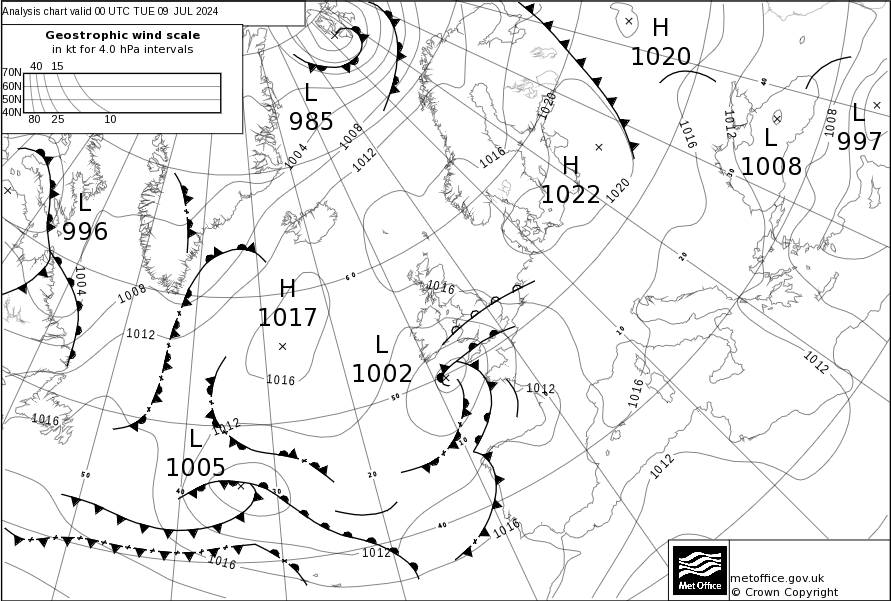 Analysis chart valid 00 UTC TUE 09 JUL 2024
Geostrophic wind scale
in kt for 4.0 hPa intervals
40 15
70N
60N
50N
40N
80 25 10
H
1020
L
985
1008
1004
1012
1020
1016
1016
1012
1008
L
997
L
1008
H
1022
1020
40
30
20
10
L
996
1004
1008
1012
H
1017
1016
60
1016
L
1002
1012
50
1016
1012
1016
1012
L
1005
50
40
30
20
10
40
1012
1016
1012
1016
Met Office
metoffice.gov.uk
© Crown Copyright